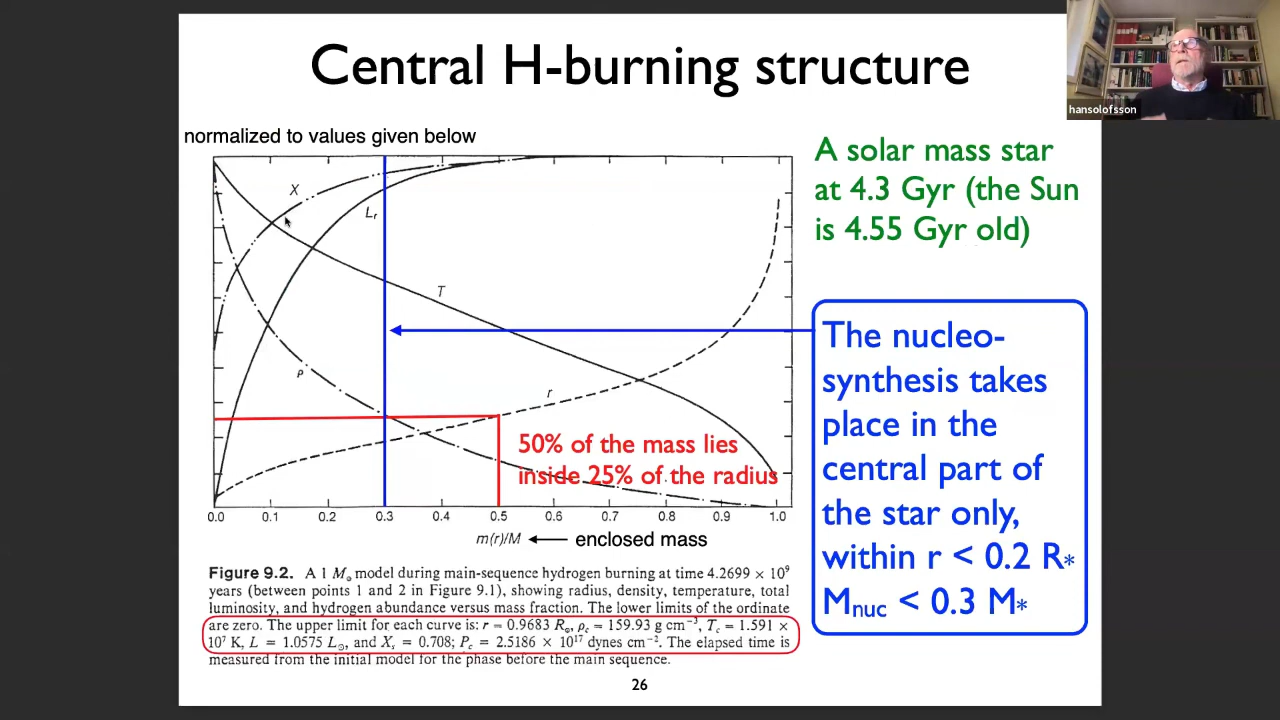 Central H-burning structure
hansolofsson
normalized to values given below
A solar mass star
at 4.3 Gyr (the Sun
is 4.55 Gyr old)
X
Lr
T
ρ
r
The nucleo-
synthesis takes
place in the
central part of
the star only,
within r < 0.2 R*
Mnuc < 0.3 M*
50% of the mass lies
inside 25% of the radius
0.0 0.1 0.2 0.3 0.4 0.5 0.6 0.7 0.8 0.9 1.0
m(r)/M ← enclosed mass
Figure 9.2. A 1 M⊙ model during main-sequence hydrogen burning at time 4.2699 × 10⁹
years (between points 1 and 2 in Figure 9.1), showing radius, density, temperature, total
luminosity, and hydrogen abundance versus mass fraction. The lower limits of the ordinate
are zero. The upper limit for each curve is: r = 0.9683 R⊙, ρc = 159.93 g cm⁻³, Tc = 1.591 ×
10⁷ K, L = 1.0575 L⊙, and Xs = 0.708; Pc = 2.5186 × 10¹⁷ dynes cm⁻². The elapsed time is
measured from the initial model for the phase before the main sequence.
26